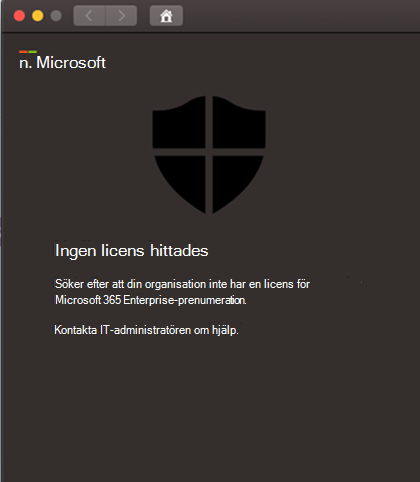 n. Microsoft
Ingen licens hittades
Söker efter att din organisation inte har en licens för
Microsoft 365 Enterprise-prenumeration.
Kontakta IT-administratören om hjälp.